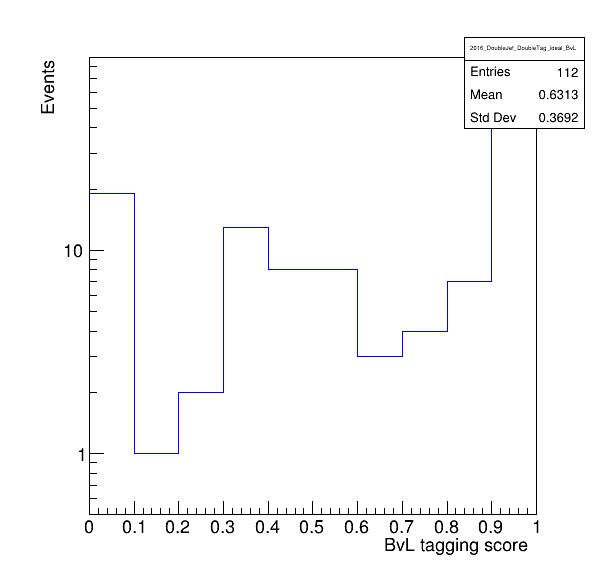 2016_DoubleJet_DoubleTag_ideal_BvL
Entries 112
Mean 0.6313
Std Dev 0.3692
Events
10
1
0 0.1 0.2 0.3 0.4 0.5 0.6 0.7 0.8 0.9 1
BvL tagging score